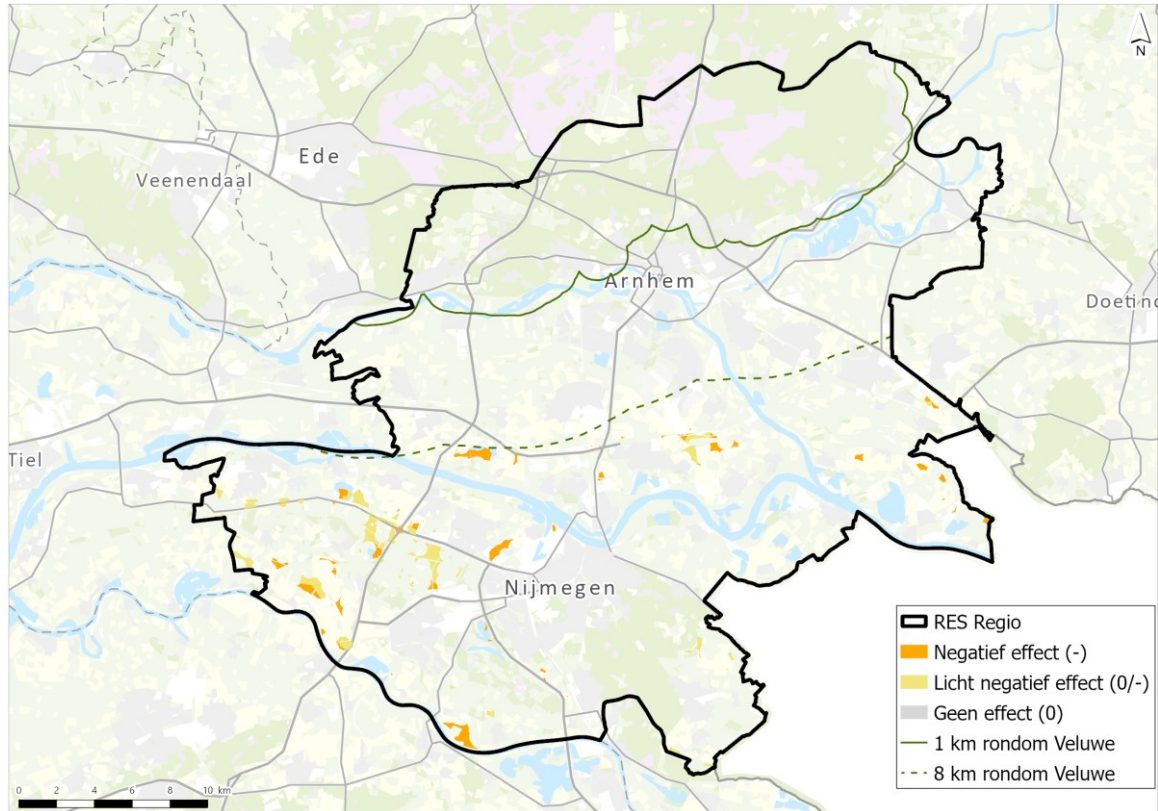 N
Ede
Veenendaal
Arnhem
Doetinc
Tiel
Nijmegen
RES Regio
Negatief effect (-)
Licht negatief effect (0/-)
Geen effect (0)
1 km rondom Veluwe
8 km rondom Veluwe
0 2 4 6 8 10 km